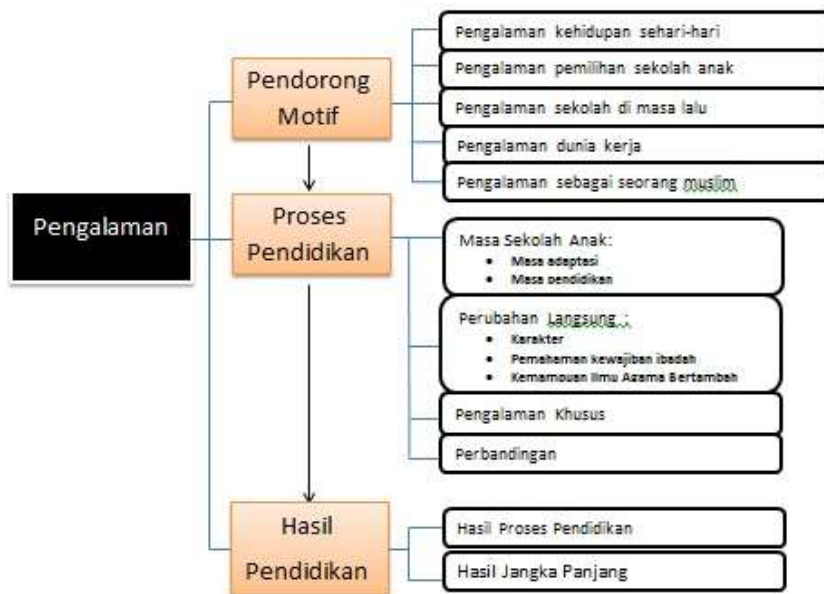 Pengalaman
Pendorong
Motif
Pengalaman kehidupan sehari-hari
Pengalaman pemilihan sekolah anak
Pengalaman sekolah di masa lalu
Pengalaman dunia kerja
Pengalaman sebagai seorang muslim
Proses
Pendidikan
Masa Sekolah Anak:
• Masa adaptasi
• Masa pendidikan
Perubahan Langsung :
• Karakter
• Pemahaman kewajiban ibadah
• Kemampuan Ilmu Agama Bertambah
Pengalaman Khusus
Perbandingan
Hasil
Pendidikan
Hasil Proses Pendidikan
Hasil Jangka Panjang